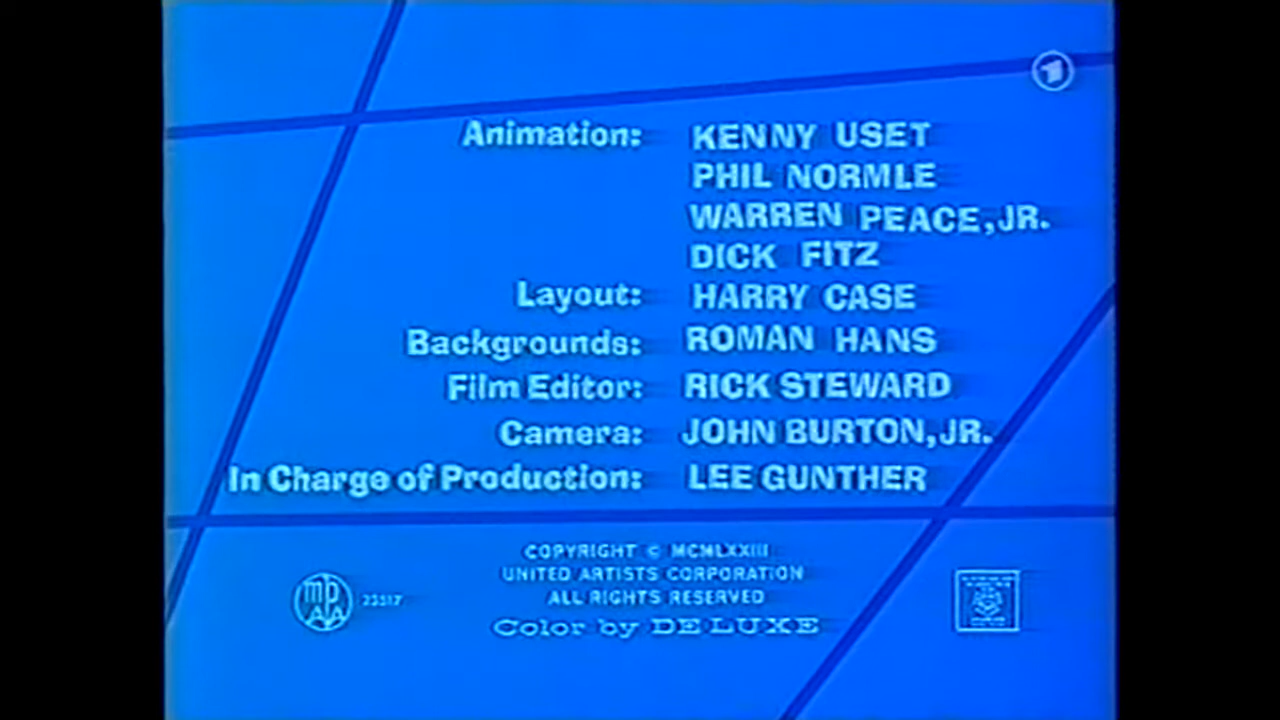 Animation: KENNY USET
PHIL NORMLE
WARREN PEACE, JR.
DICK FITZ
Layout: HARRY CASE
Backgrounds: ROMAN HANS
Film Editor: RICK STEWARD
Camera: JOHN BURTON, JR.
In Charge of Production: LEE GUNTHER
COPYRIGHT © MCMLXXIII
UNITED ARTISTS CORPORATION
mp AA
ALL RIGHTS RESERVED
Color by DE LUXE